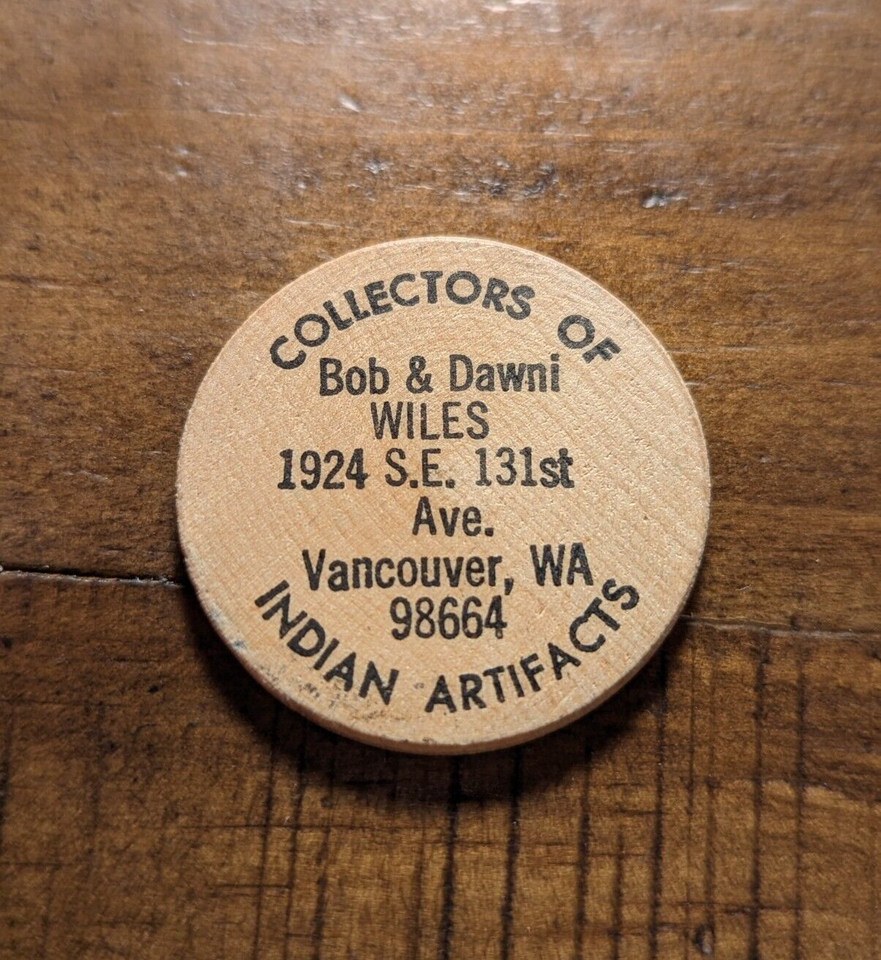 COLLECTORS OF
Bob & Dawni
WILES
1924 S.E. 131st
Ave.
Vancouver, WA
98664
INDIAN ARTIFACTS